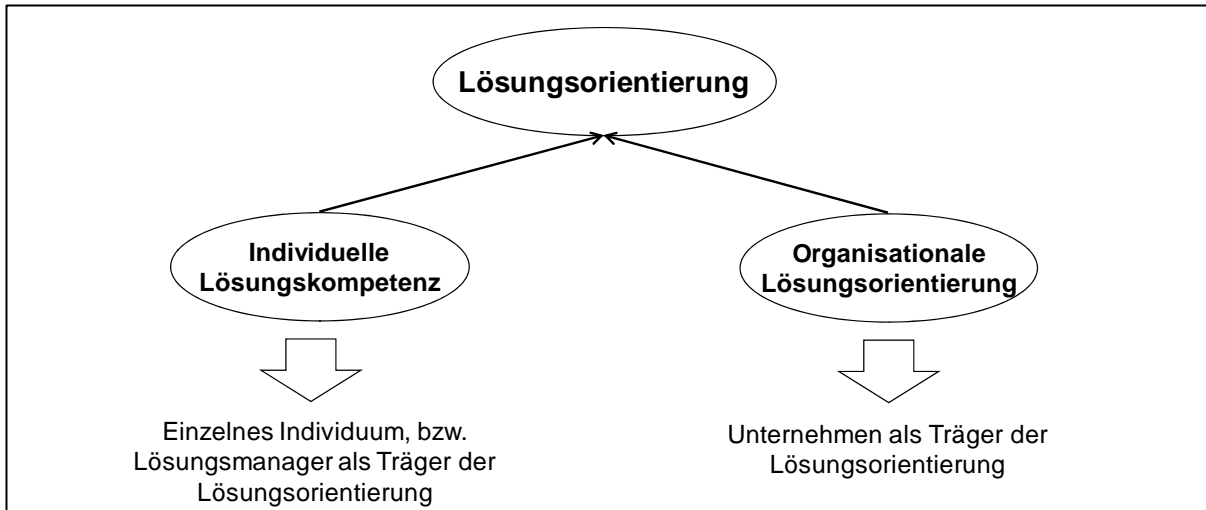 Lösungsorientierung
Individuelle
Lösungskompetenz
Organisationale
Lösungsorientierung
Einzelnes Individuum, bzw.
Lösungsmanager als Träger der
Lösungsorientierung
Unternehmen als Träger der
Lösungsorientierung